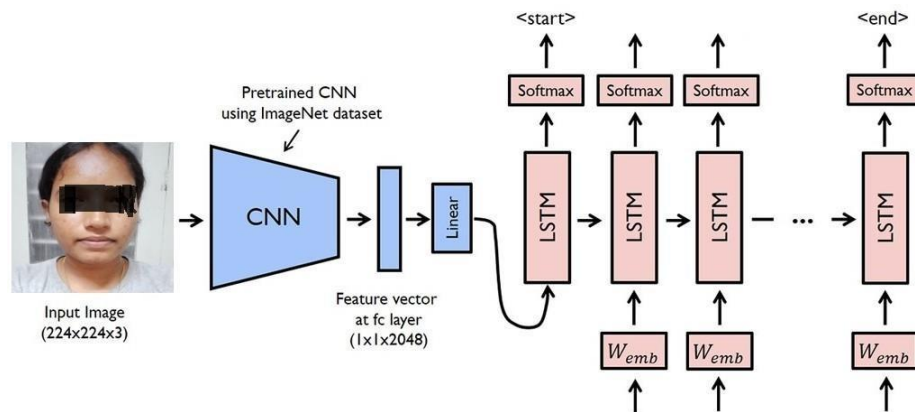 <start>
<end>
Softmax
Softmax
Softmax
Softmax
Pretrained CNN
using ImageNet dataset
CNN
Linear
LSTM
LSTM
LSTM
...
LSTM
Input Image
(224x224x3)
Feature vector
at fc layer
(1x1x2048)
W_emb
W_emb
W_emb